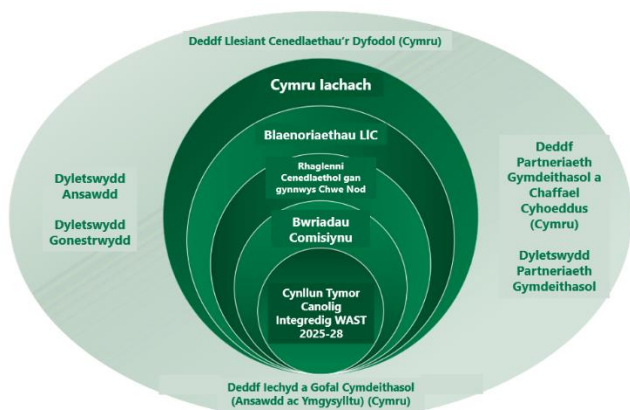 Deddf Llesiant Cenedlaethau'r Dyfodol (Cymru)
Cymru Iachach
Blaenoriaethau LlC
Rhaglenni
Cenedlaethol gan
gynnwys Chwe Nod
Bwriadau
Comisiynu
Cynllun Tymor
Canolig
Integredig WAST
2025-28
Dyletswydd
Ansawdd
Dyletswydd
Gonestrwydd
Deddf
Partneriaeth
Gymdeithasol a
Chaffael
Cyhoeddus
(Cymru)
Dyletswydd
Partneriaeth
Gymdeithasol
Deddf Iechyd a Gofal Cymdeithasol
(Ansawdd ac Ymgysylltu) (Cymru)